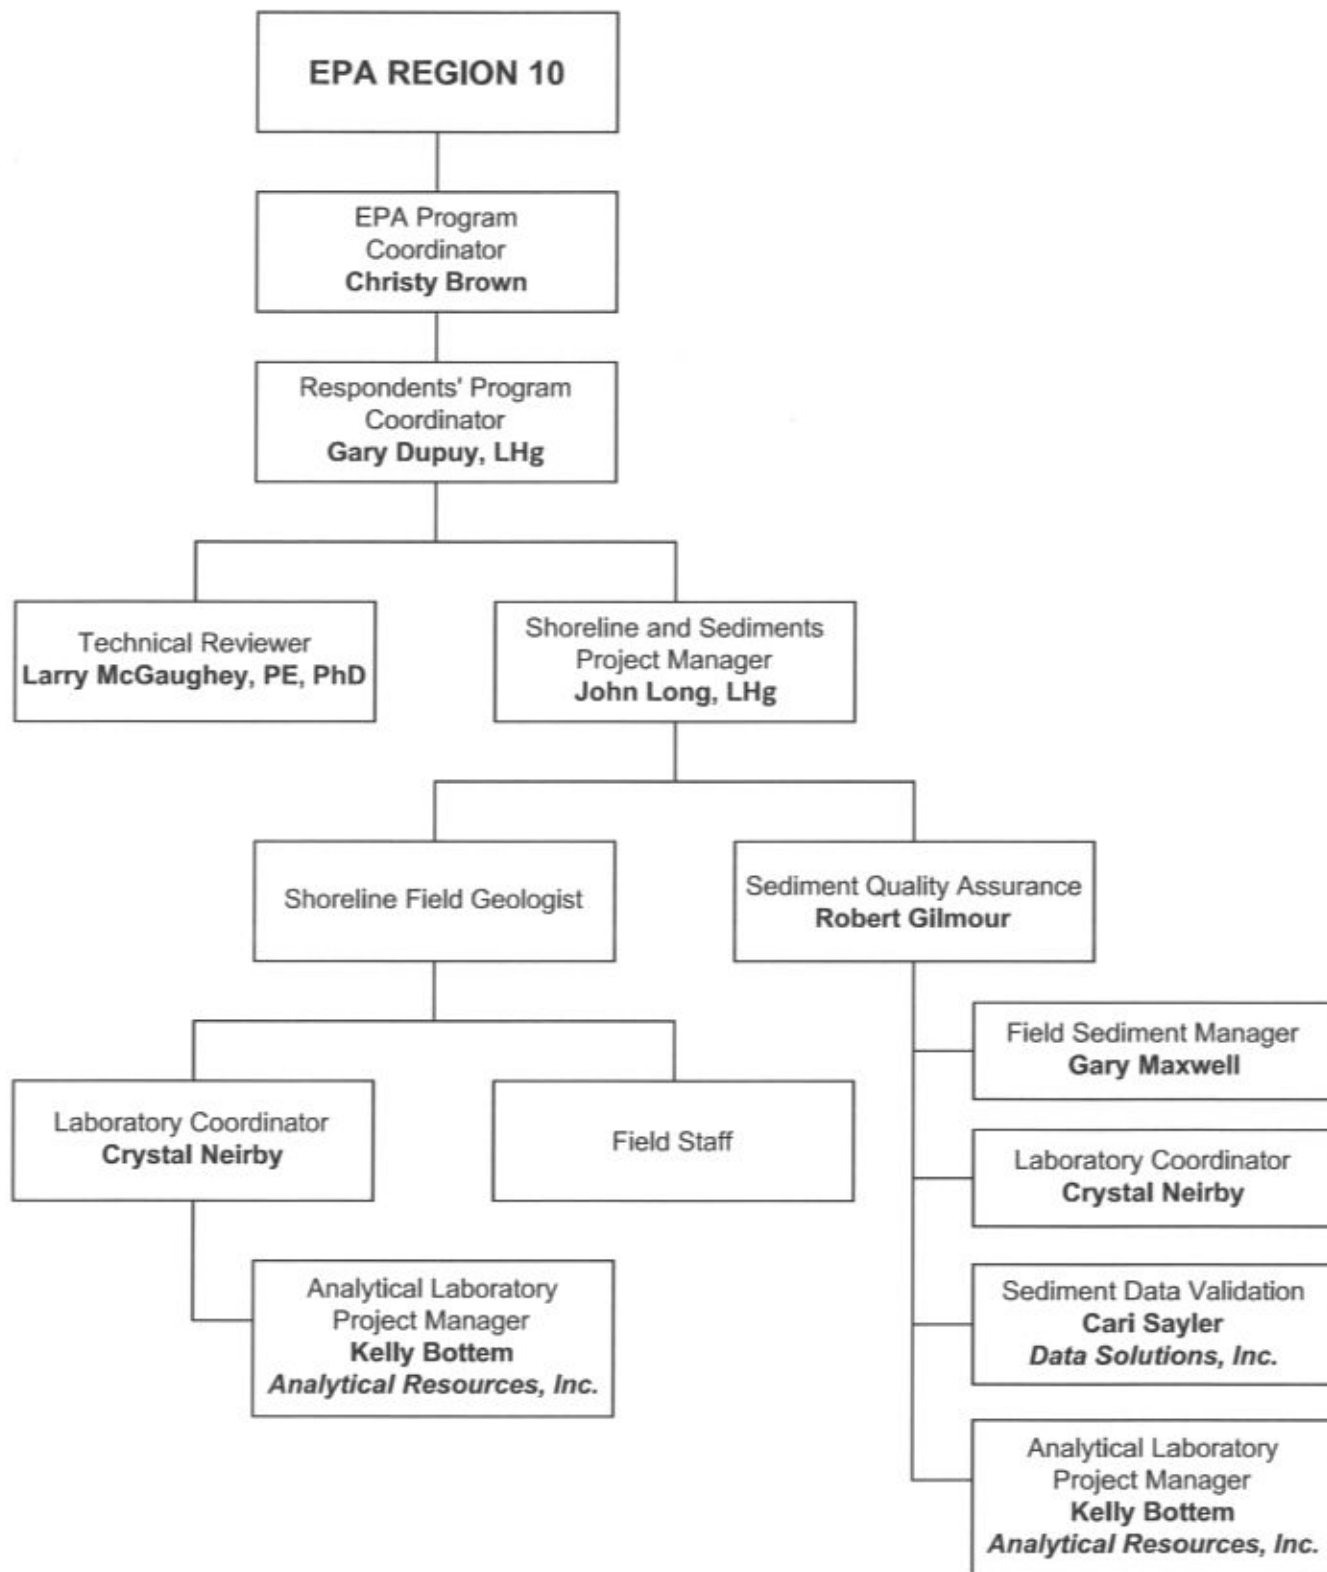 EPA REGION 10
EPA Program
Coordinator
Christy Brown
Respondents' Program
Coordinator
Gary Dupuy, LHg
Technical Reviewer
Larry McGaughey, PE, PhD
Shoreline and Sediments
Project Manager
John Long, LHg
Shoreline Field Geologist
Sediment Quality Assurance
Robert Gilmour
Laboratory Coordinator
Crystal Neirby
Field Staff
Analytical Laboratory
Project Manager
Kelly Bottem
Analytical Resources, Inc.
Field Sediment Manager
Gary Maxwell
Laboratory Coordinator
Crystal Neirby
Sediment Data Validation
Cari Sayler
Data Solutions, Inc.
Analytical Laboratory
Project Manager
Kelly Bottem
Analytical Resources, Inc.